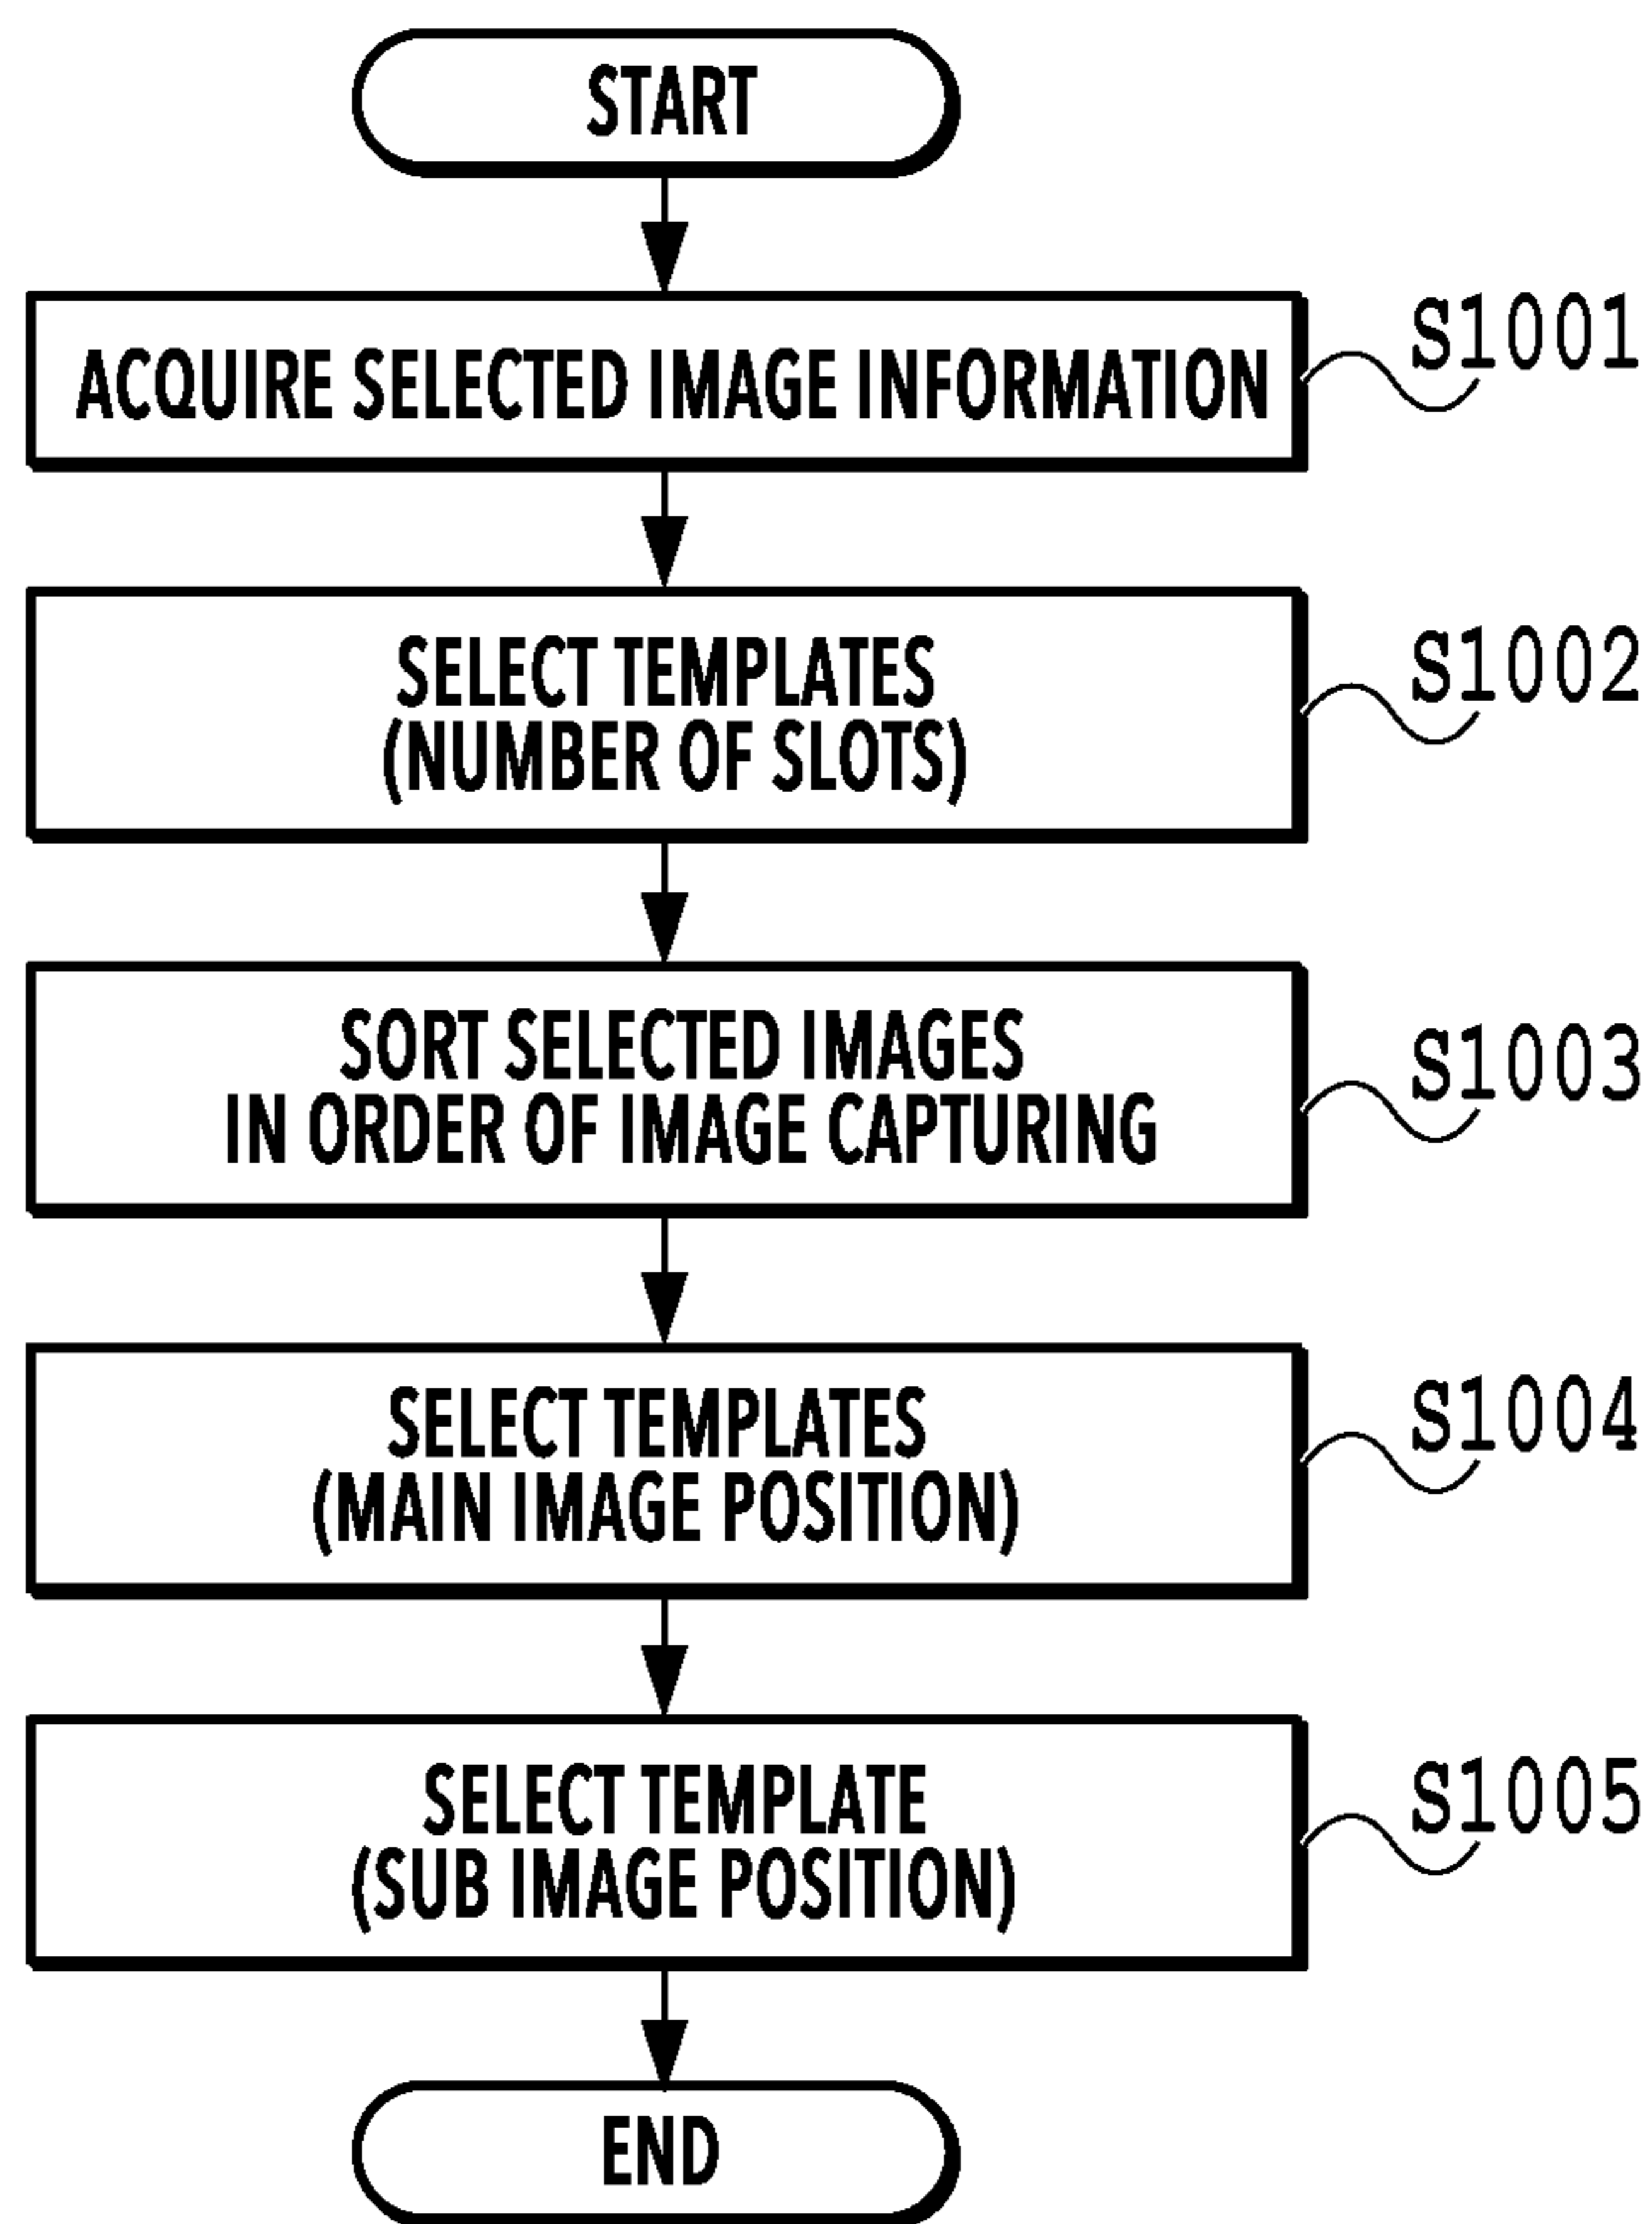 START
ACQUIRE SELECTED IMAGE INFORMATION
S1001
SELECT TEMPLATES
(NUMBER OF SLOTS)
S1002
SORT SELECTED IMAGES
IN ORDER OF IMAGE CAPTURING
S1003
SELECT TEMPLATES
(MAIN IMAGE POSITION)
S1004
SELECT TEMPLATE
(SUB IMAGE POSITION)
S1005
END